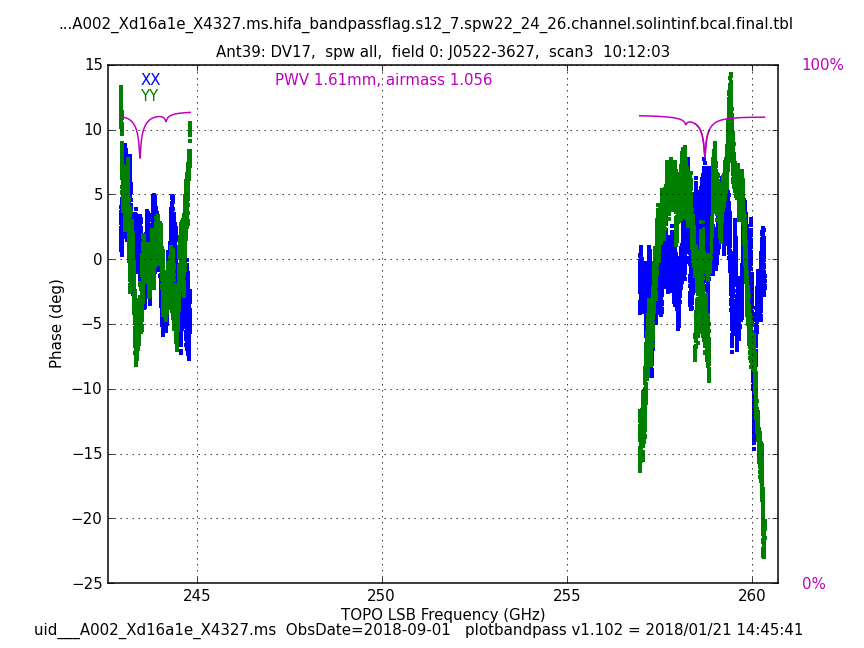 ...A002_Xd16a1e_X4327.ms.hifa_bandpassflag.s12_7.spw22_24_26.channel.solintinf.bcal.final.tbl
Ant39: DV17,  spw all,  field 0: J0522-3627,  scan3  10:12:03
15
XX
PWV 1.61mm, airmass 1.056
100%
YY
10
5
0
Phase (deg)
−5
−10
−15
−20
−25
0%
245
250
255
260
TOPO LSB Frequency (GHz)
uid___A002_Xd16a1e_X4327.ms  ObsDate=2018-09-01   plotbandpass v1.102 = 2018/01/21 14:45:41